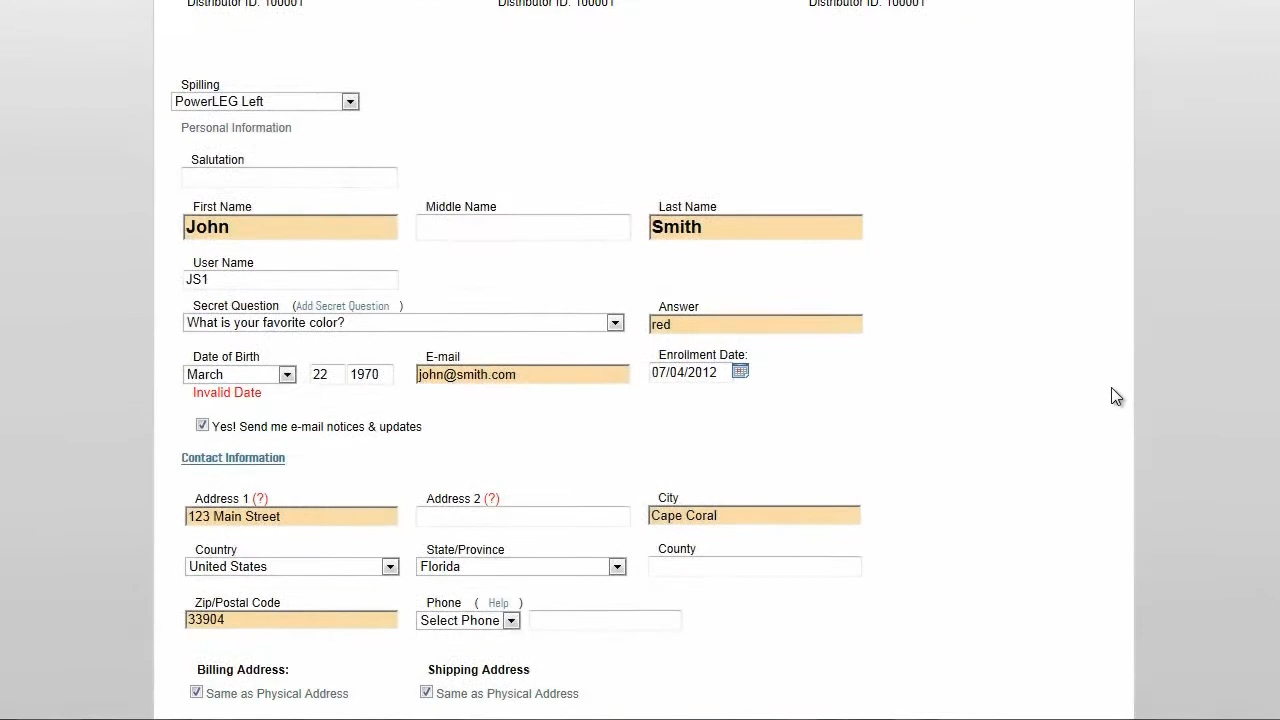 Distributor ID: 100001 Distributor ID: 100001 Distributor ID: 100001
Spilling
PowerLEG Left
Personal Information
Salutation
First Name Middle Name Last Name
John Smith
User Name
JS1
Secret Question (Add Secret Question ) Answer
What is your favorite color? red
Date of Birth E-mail Enrollment Date:
March 22 1970 john@smith.com 07/04/2012
Invalid Date
Yes! Send me e-mail notices & updates
Contact Information
Address 1 (?) Address 2 (?) City
123 Main Street Cape Coral
Country State/Province County
United States Florida
Zip/Postal Code Phone ( Help )
33904 Select Phone
Billing Address: Shipping Address
Same as Physical Address Same as Physical Address